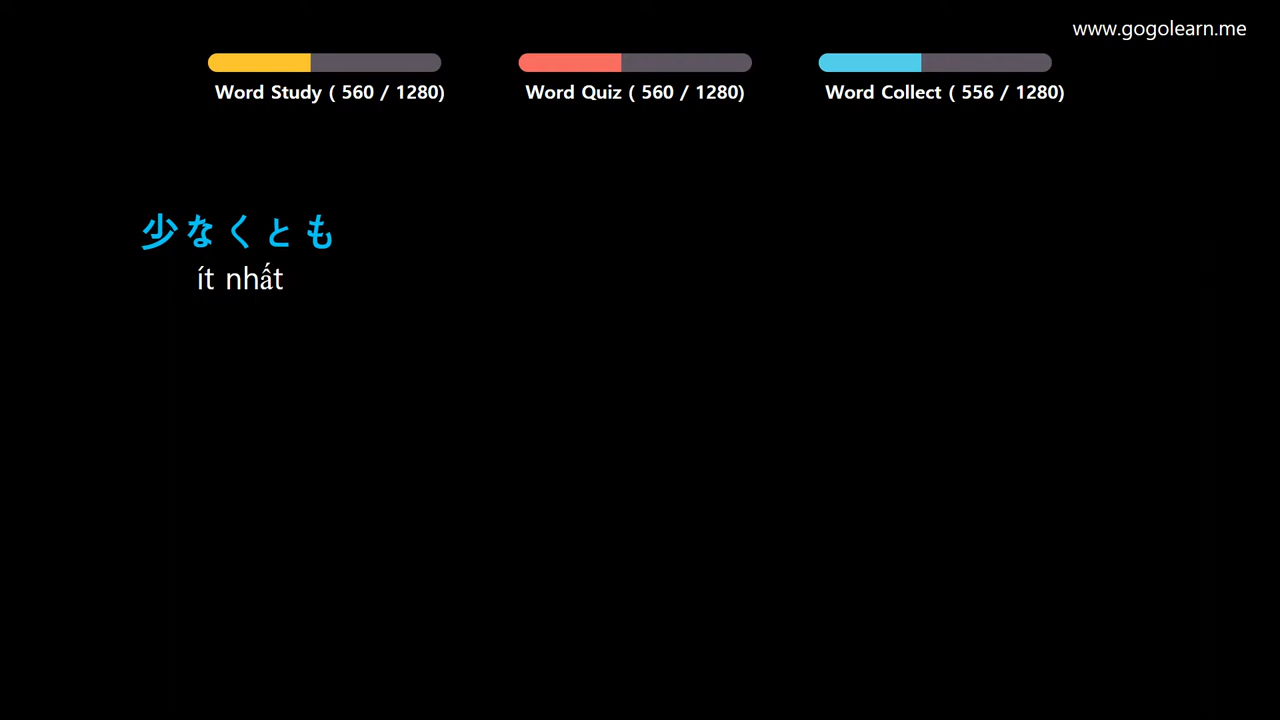 www.gogolearn.me
Word Study ( 560 / 1280)
Word Quiz ( 560 / 1280)
Word Collect ( 556 / 1280)
少なくとも
ít nhất